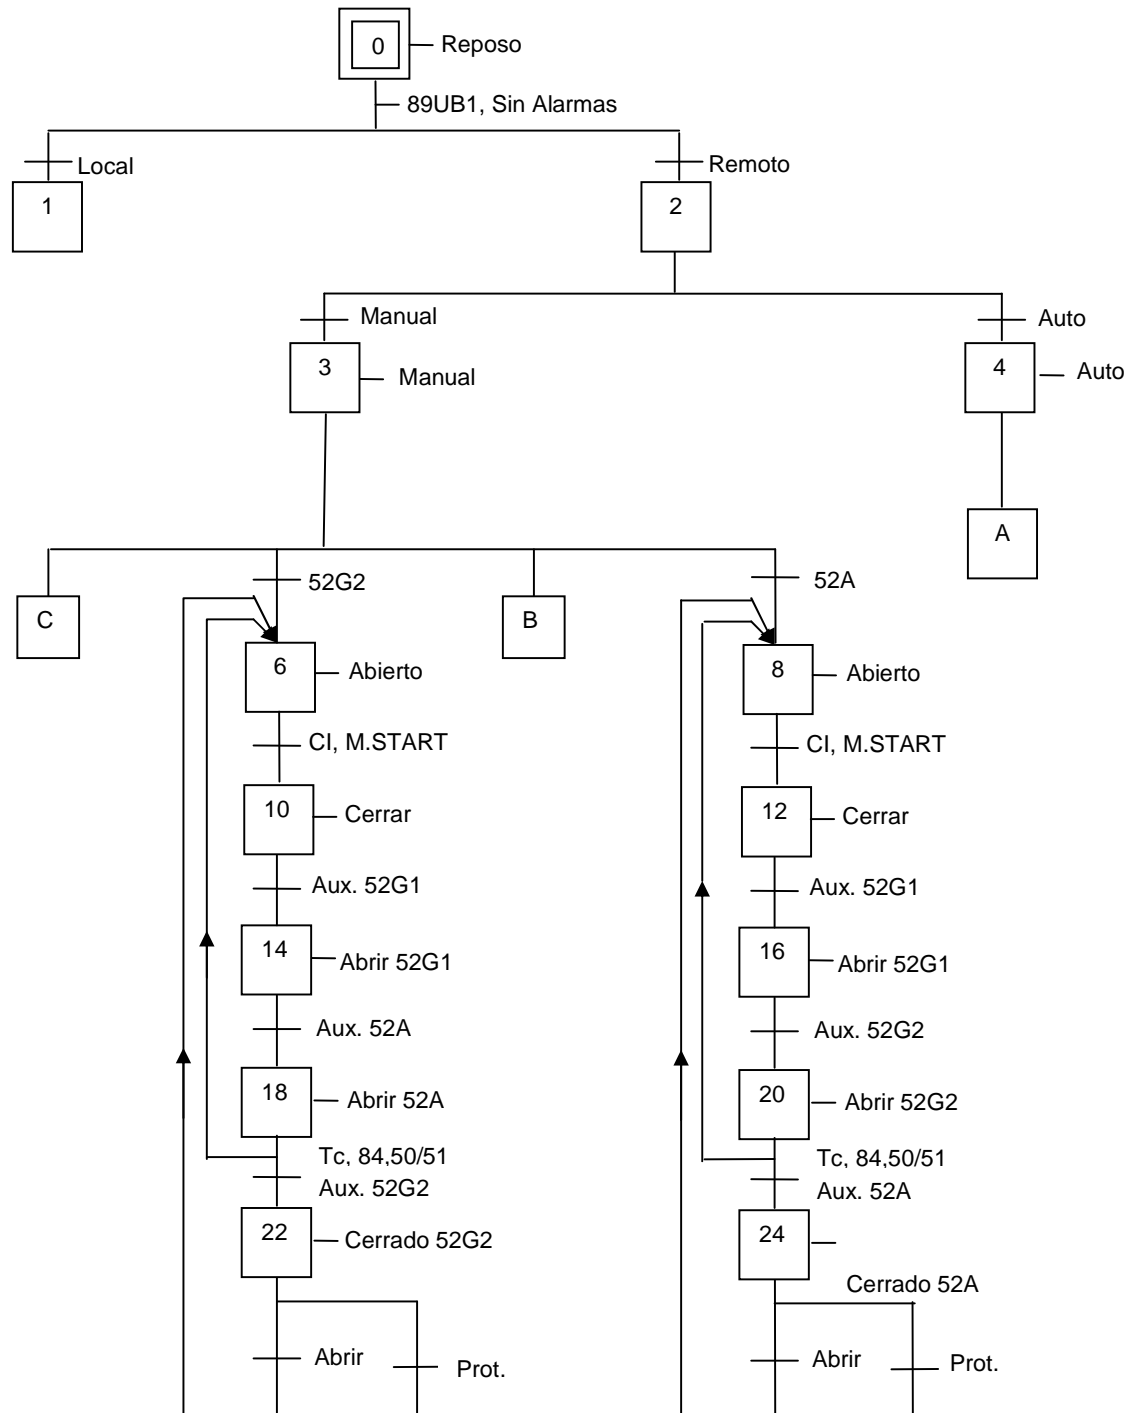 0
Reposo
89UB1, Sin Alarmas
Local
Remoto
1
2
Manual
Auto
3
Manual
4
Auto
A
52G2
52A
C
B
6
Abierto
8
Abierto
CI, M.START
CI, M.START
10
Cerrar
12
Cerrar
Aux. 52G1
Aux. 52G1
14
Abrir 52G1
16
Abrir 52G1
Aux. 52A
Aux. 52G2
18
Abrir 52A
20
Abrir 52G2
Tc, 84,50/51
Aux. 52G2
Tc, 84,50/51
Aux. 52A
22
Cerrado 52G2
24
Cerrado 52A
Abrir
Prot.
Abrir
Prot.